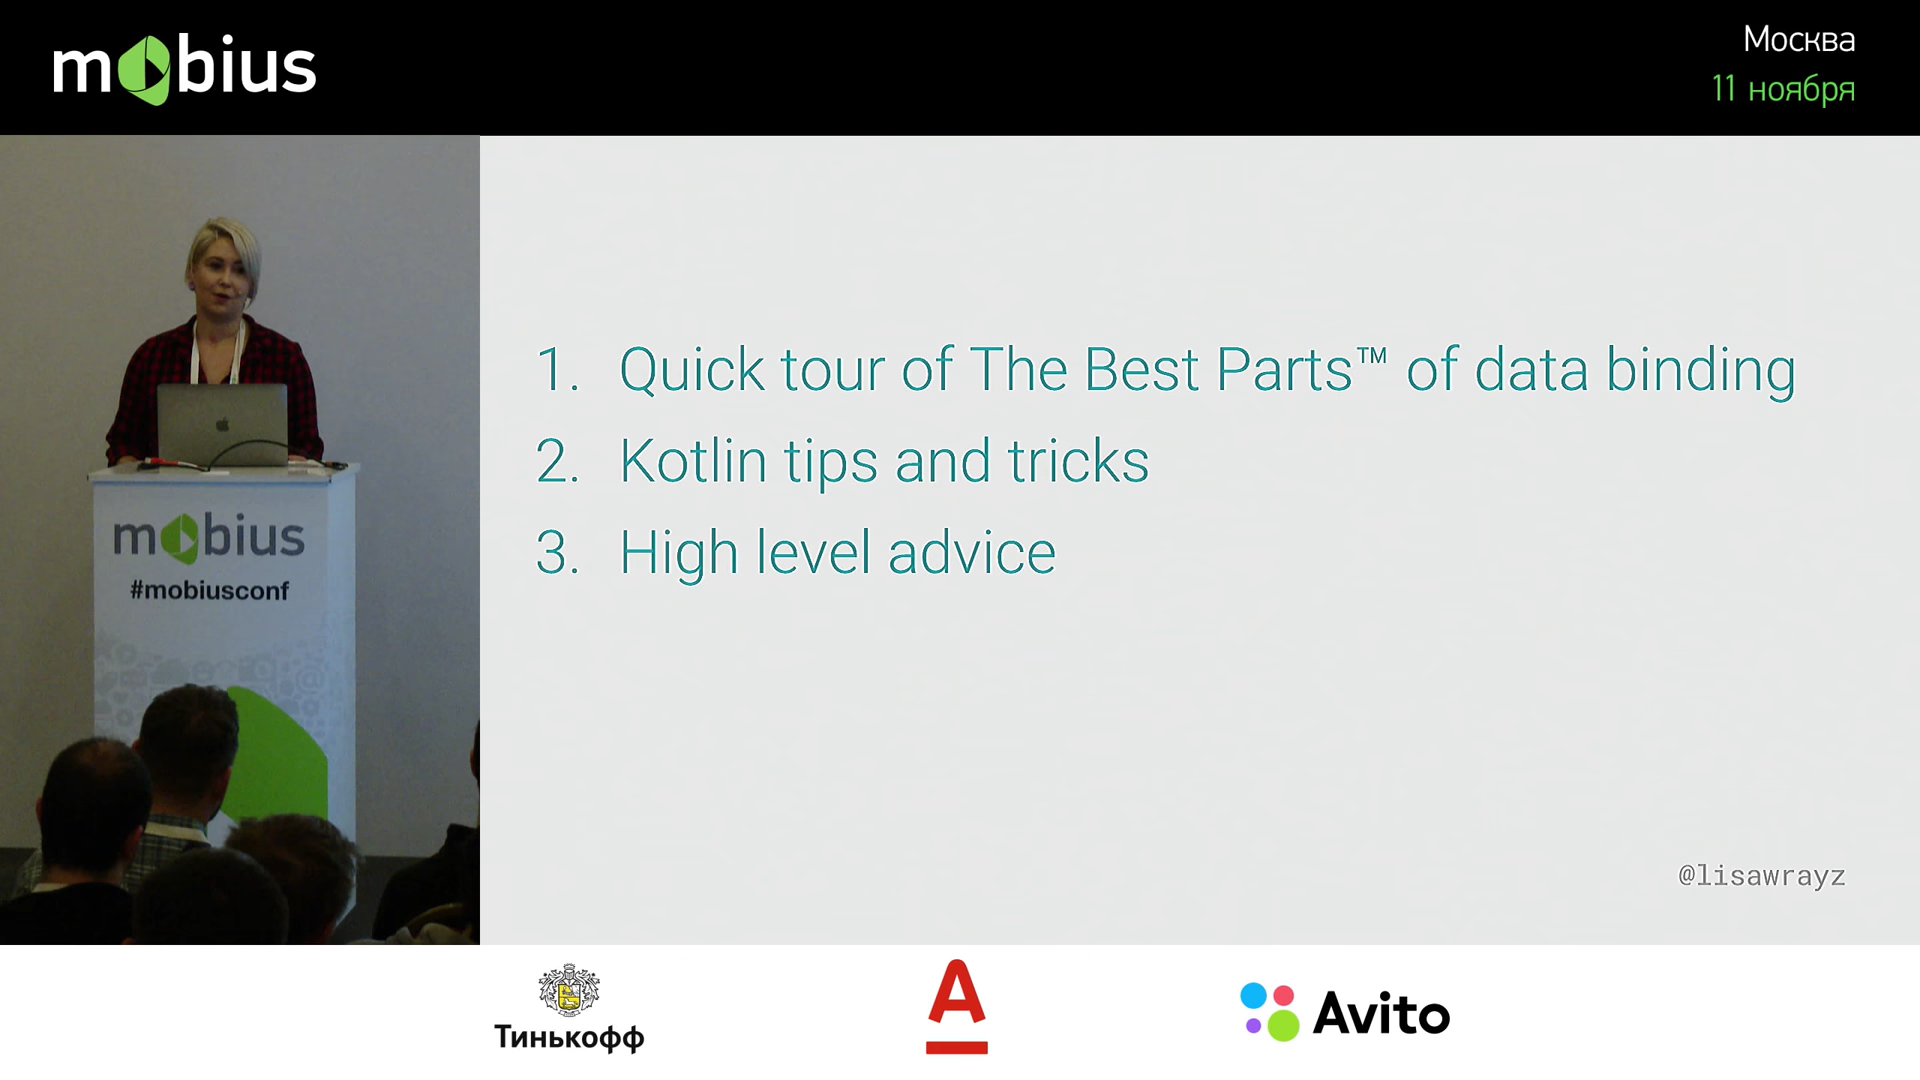 mobius
Москва
11 ноября
1. Quick tour of The Best Parts™ of data binding
2. Kotlin tips and tricks
3. High level advice
@lisawrayz
mobius
#mobiusconf
Тинькофф
A
Avito